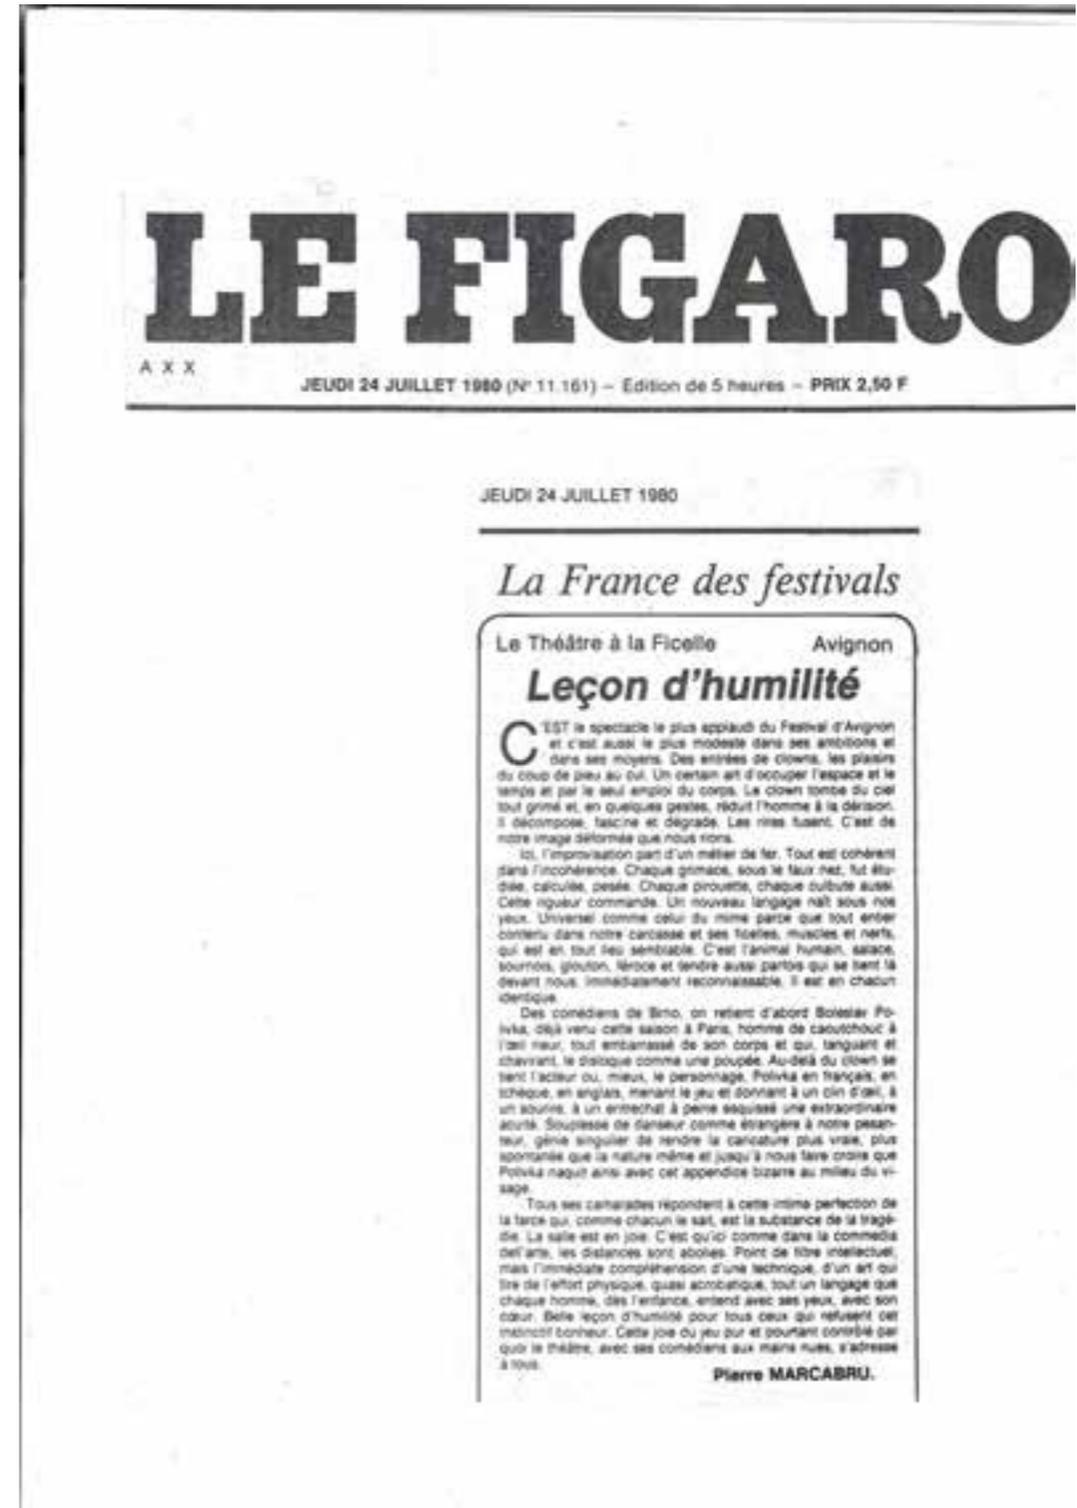 LE FIGARO
A X X
JEUDI 24 JUILLET 1980 (N° 11.161) – Edition de 5 heures – PRIX 2,50 F
JEUDI 24 JUILLET 1980
La France des festivals
Le Théâtre à la Ficelle Avignon
Leçon d'humilité
C'EST le spectacle le plus applaudi du Festival d'Avignon
et c'est aussi le plus modeste dans ses ambitions et
dans ses moyens. Des entrées de clowns, les plaisirs
du coup de pied au cul. Un certain art d'occuper l'espace et le
temps et par le seul emploi du corps. Le clown tombe du ciel
tout grimé et, en quelques gestes, réduit l'homme à la dérision.
Il décompose, fascine et dégrade. Les rires fusent. C'est de
notre image déformée que nous rions.
Ici, l'improvisation part d'un métier de fer. Tout est cohérent
dans l'incohérence. Chaque grimace, sous le faux nez, fut étu-
diée, calculée, pesée. Chaque pirouette, chaque culbute aussi.
Cette rigueur commande. Un nouveau langage naît sous nos
yeux. Universel comme celui du mime parce que tout entier
contenu dans notre carcasse et ses ficelles, muscles et nerfs,
qui est en tout lieu semblable. C'est l'animal humain, salace,
sournois, glouton, féroce et tendre aussi parfois qui se tient là
devant nous, immédiatement reconnaissable. Il est en chacun
identique.
Des comédiens de Brno, on retient d'abord Boleslav Po-
livka, déjà venu cette saison à Paris, homme de caoutchouc à
l'œil rieur, tout embarrassé de son corps et qui, tanguant et
chavirant, le disloque comme une poupée. Au-delà du clown se
tient l'acteur ou, mieux, le personnage. Polivka en français, en
tchèque, en anglais, menant le jeu et donnant à un clin d'œil, à
un sourire, à un entrechat à peine esquissé une extraordinaire
acuité. Souplesse de danseur comme étrangère à notre pesan-
teur, génie singulier de rendre la caricature plus vraie, plus
spontanée que la nature même et jusqu'à nous faire croire que
Polivka naquit ainsi avec cet appendice bizarre au milieu du vi-
sage.
Tous ses camarades répondent à cette intime perfection de
la farce qui, comme chacun le sait, est la substance de la tragé-
die. La salle est en joie. C'est qu'ici comme dans la commedia
dell'arte, les distances sont abolies. Point de filtre intellectuel,
mais l'immédiate compréhension d'une technique, d'un art qui
tire de l'effort physique, quasi acrobatique, tout un langage que
chaque homme, dès l'enfance, entend avec ses yeux, avec son
cœur. Belle leçon d'humilité pour tous ceux qui refusent cet
instinctif bonheur. Cette joie du jeu pur et pourtant contrôlé par
quoi le théâtre, avec ses comédiens aux mains nues, s'adresse
à tous.
Pierre MARCABRU.